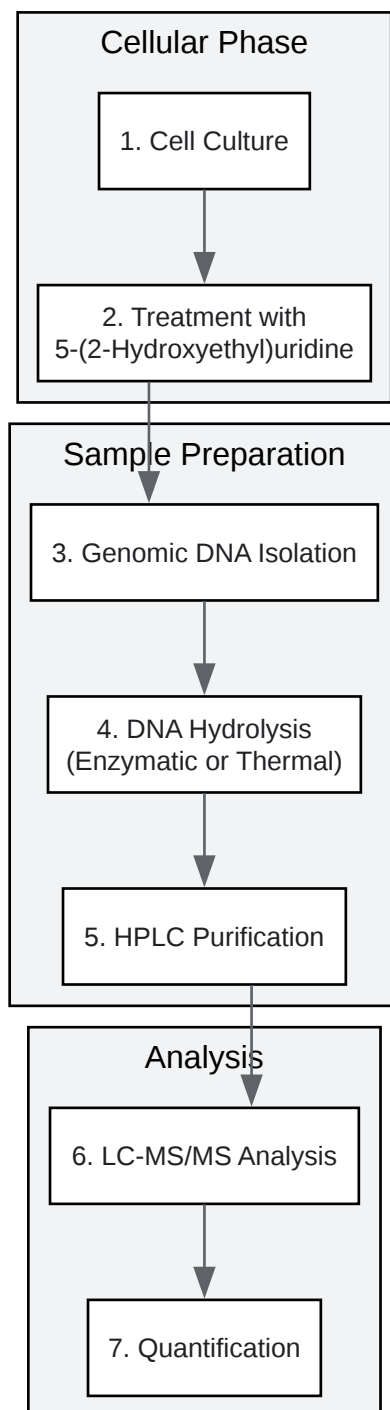 Cellular Phase
1. Cell Culture
2. Treatment with
5-(2-Hydroxyethyl)uridine
Sample Preparation
3. Genomic DNA Isolation
4. DNA Hydrolysis
(Enzymatic or Thermal)
5. HPLC Purification
Analysis
6. LC-MS/MS Analysis
7. Quantification